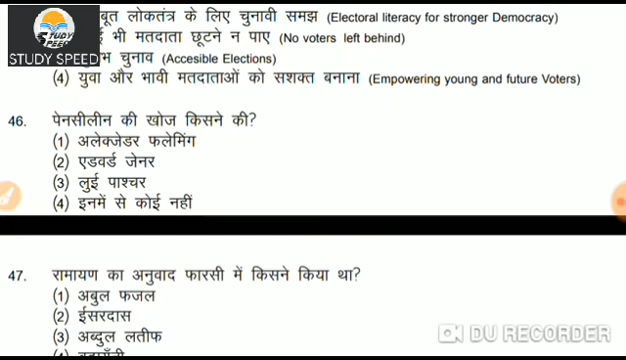 लोकतंत्र के लिए चुनावी समझ (Electoral literacy for stronger Democracy)
भी मतदाता छूटने न पाए (No voters left behind)
चुनाव (Accesible Elections)
STUDY SPEED
(4) युवा और भावी मतदाताओं को सशक्त बनाना (Empowering young and future Voters)
46. पेनसीलीन की खोज किसने की?
(1) अलेक्जेडर फलेमिंग
(2) एडवर्ड जेनर
(3) लुई पाश्चर
(4) इनमें से कोई नहीं
47. रामायण का अनुवाद फारसी में किसने किया था?
(1) अबुल फजल
(2) ईसरदास
(3) अब्दुल लतीफ
DU RECORDER